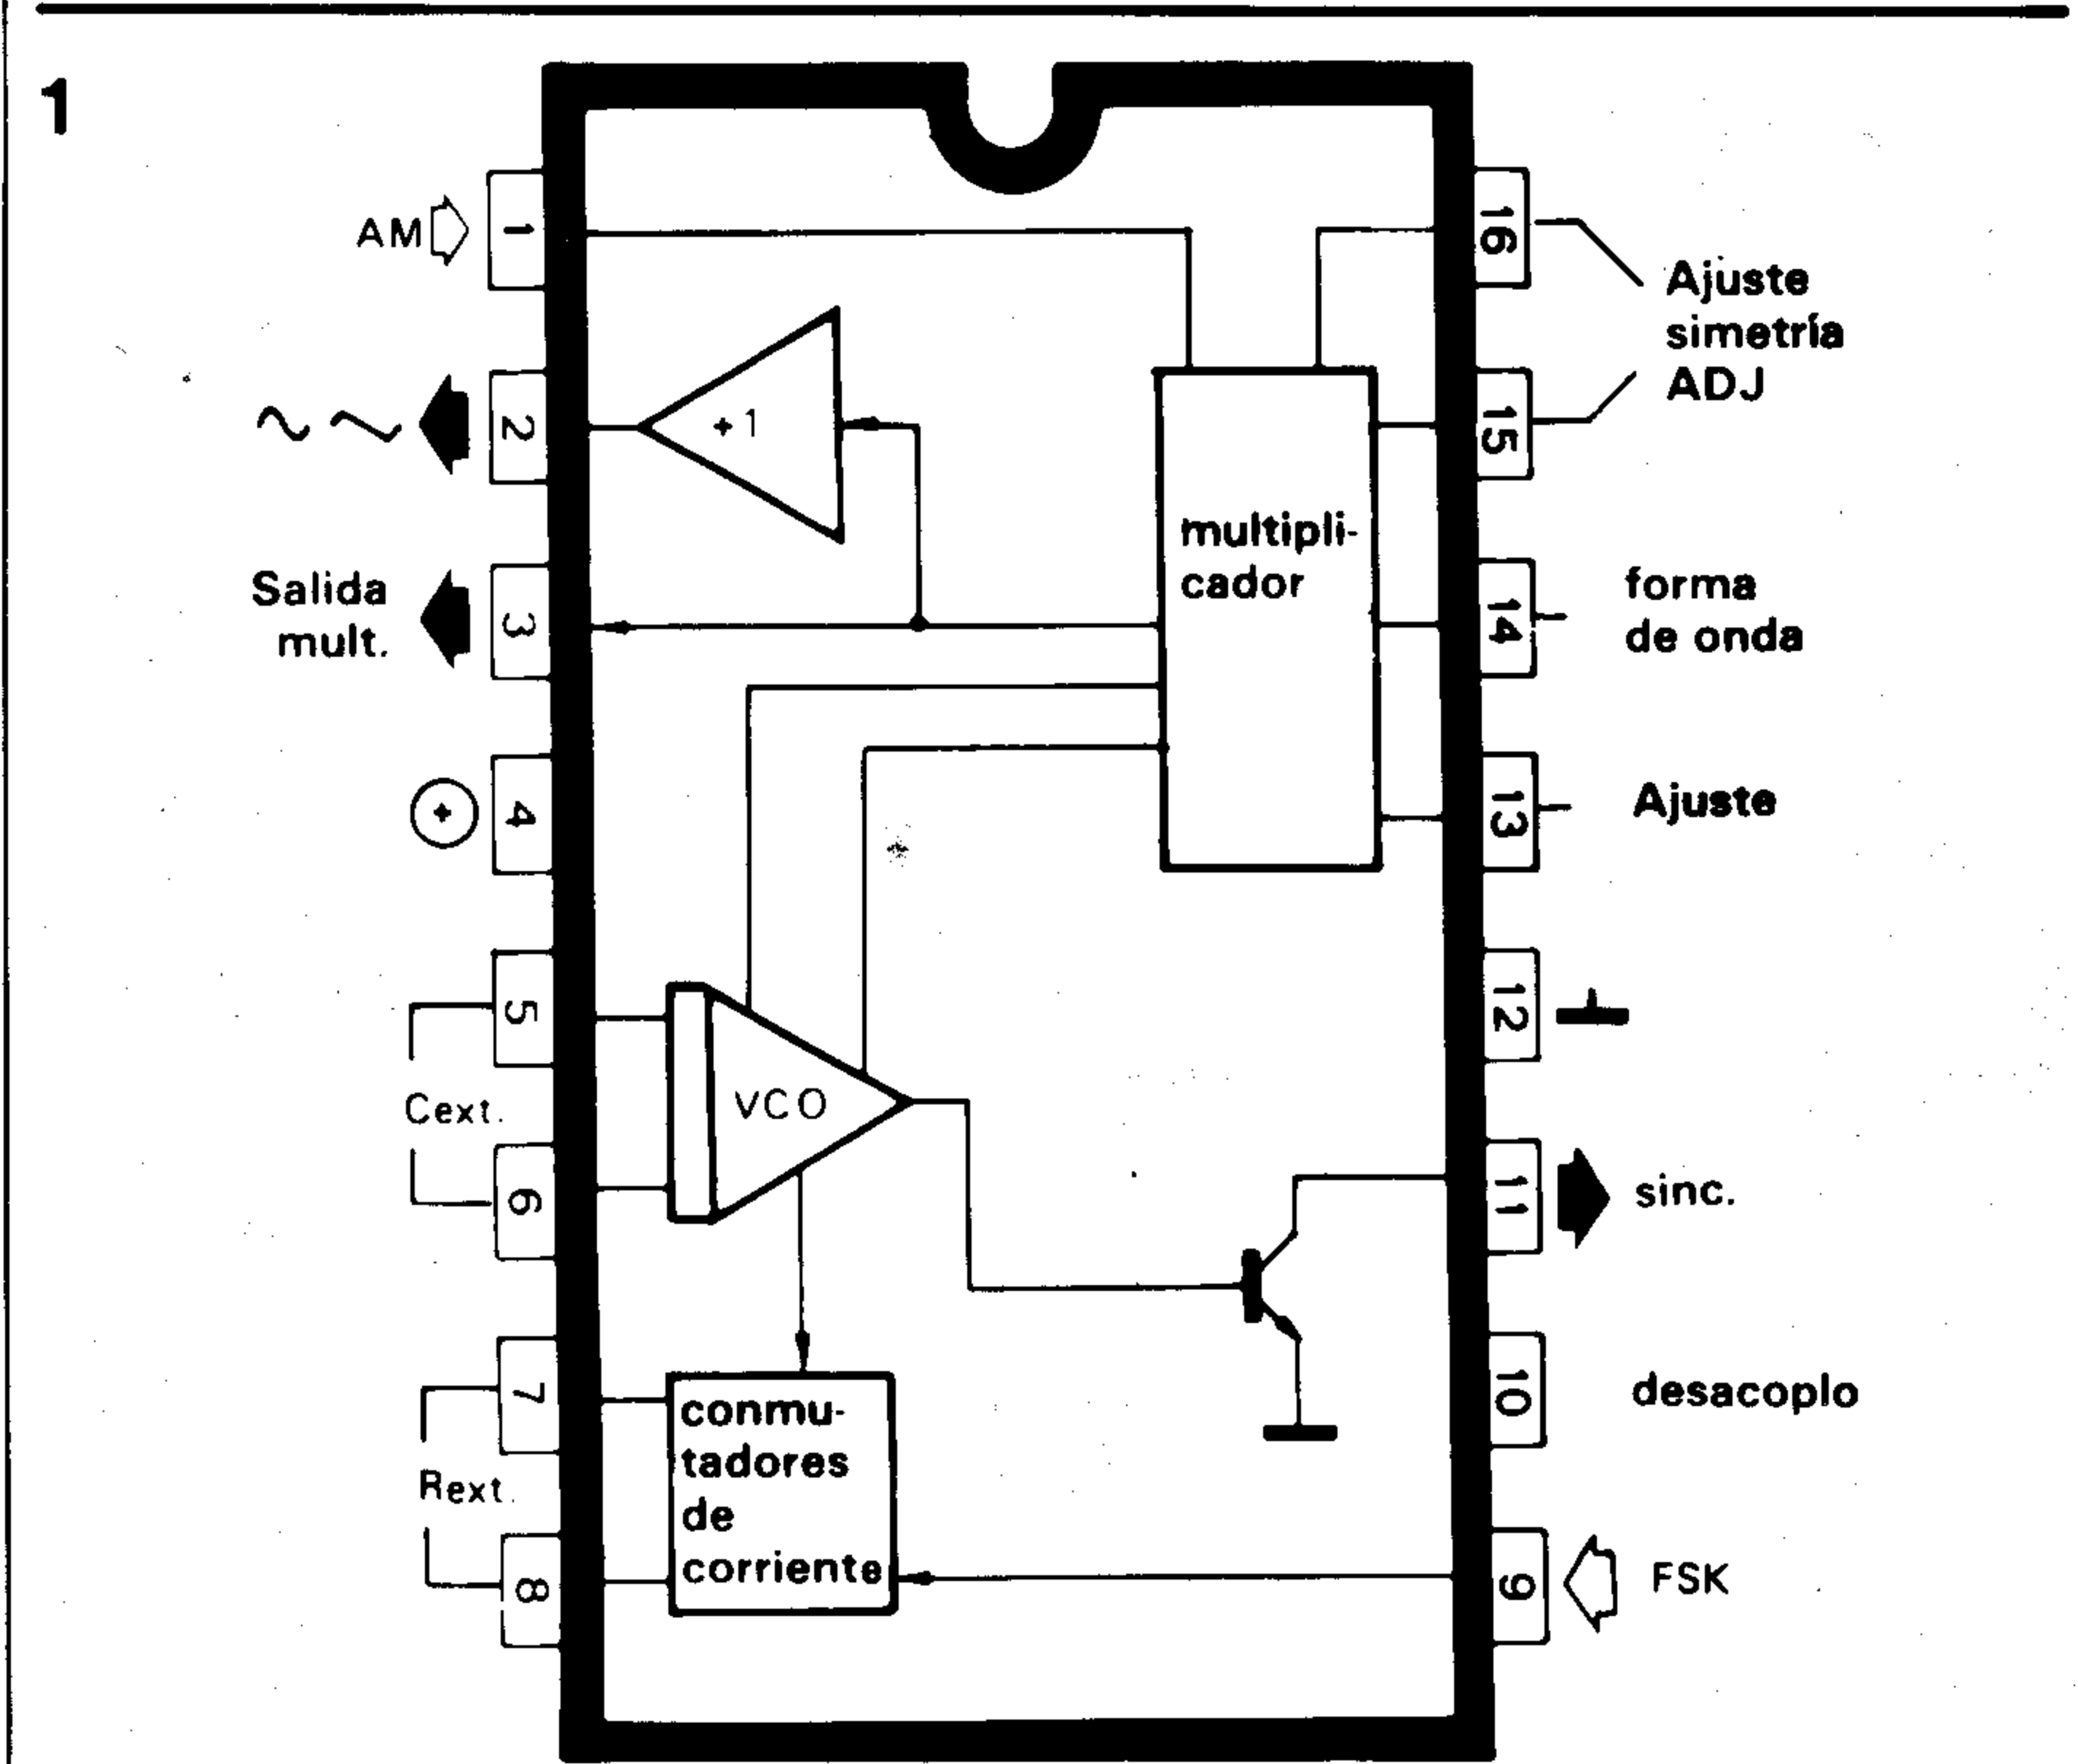 1
AM
1
2
Salida
mult.
3
+
4
5
Cext.
6
7
Rext.
8
+1
multipli-
cador
VCO
conmu-
tadores
de
corriente
16
Ajuste
simetría
ADJ
15
14
forma
de onda
13
Ajuste
12
11
sinc.
10
desacoplo
9
FSK